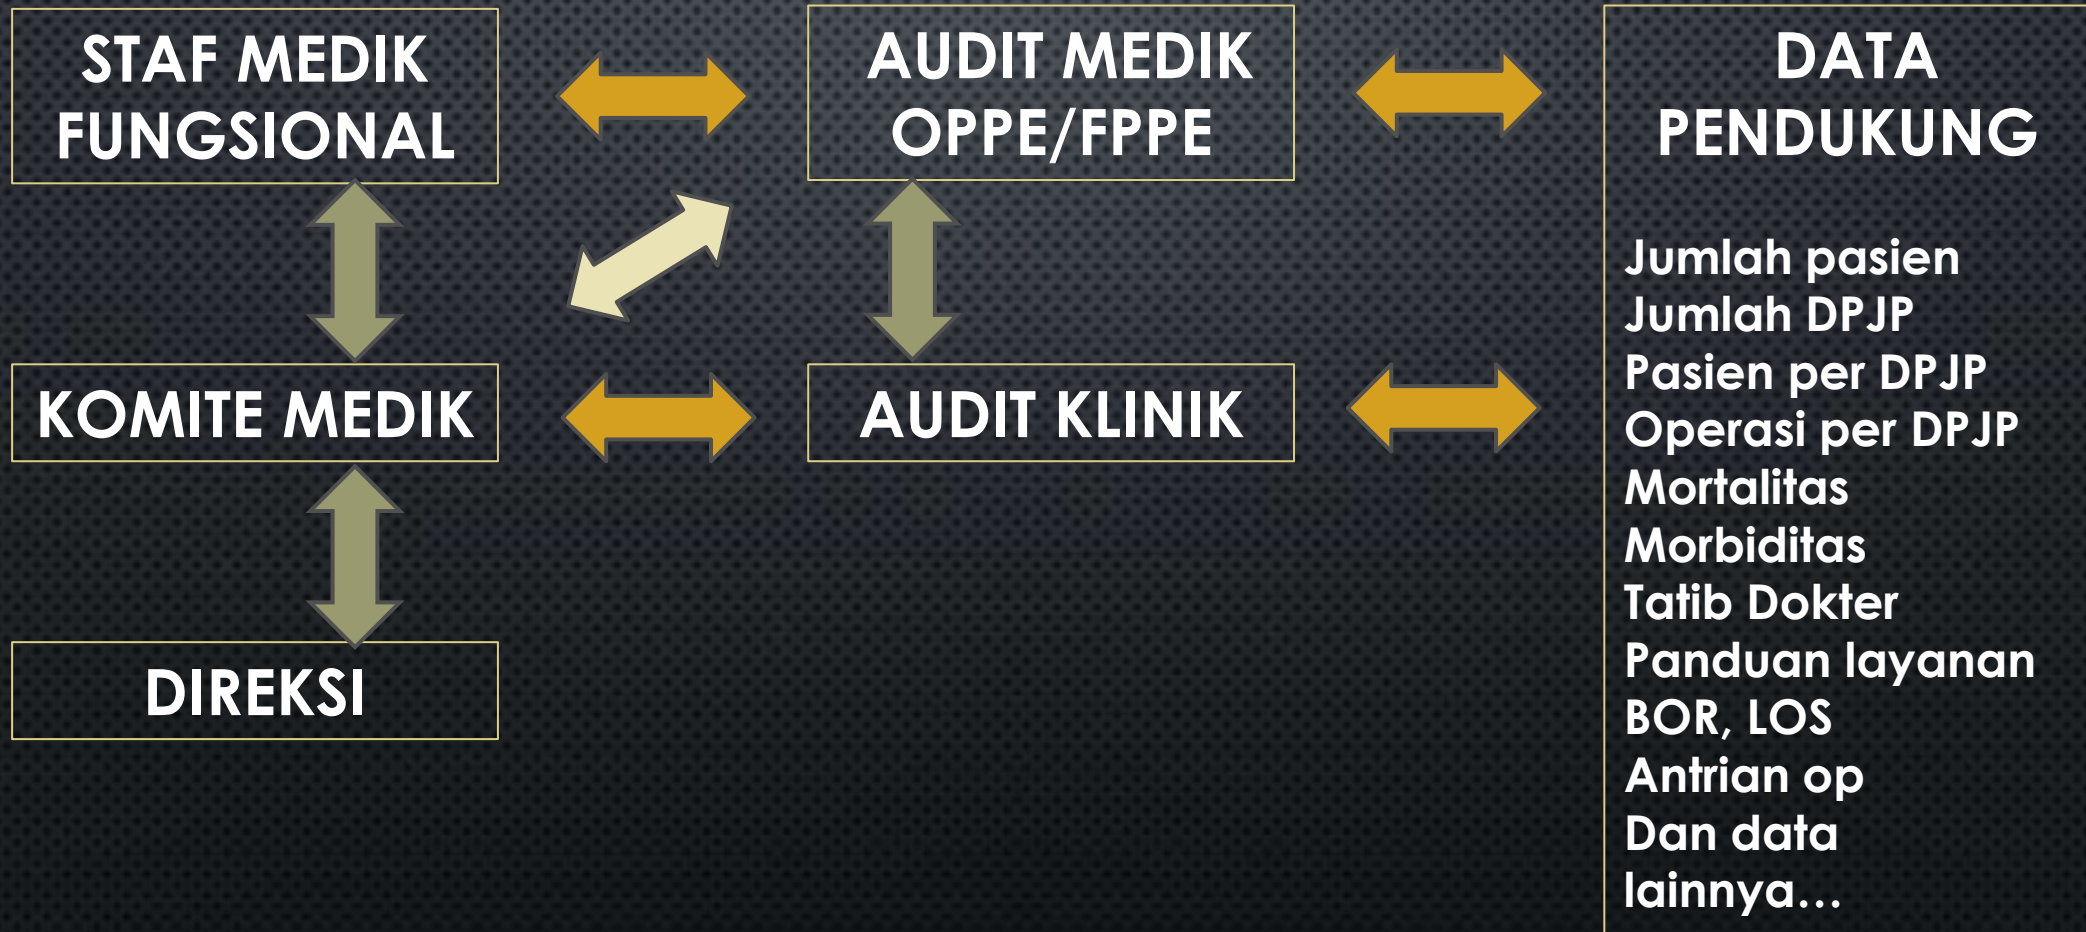 STAF MEDIK
FUNGSIONAL
AUDIT MEDIK
OPPE/FPPE
DATA
PENDUKUNG
Jumlah pasien
Jumlah DPJP
Pasien per DPJP
Operasi per DPJP
Mortalitas
Morbiditas
Tatib Dokter
Panduan layanan
BOR, LOS
Antrian op
Dan data
lainnya...
KOMITE MEDIK
AUDIT KLINIK
DIREKSI